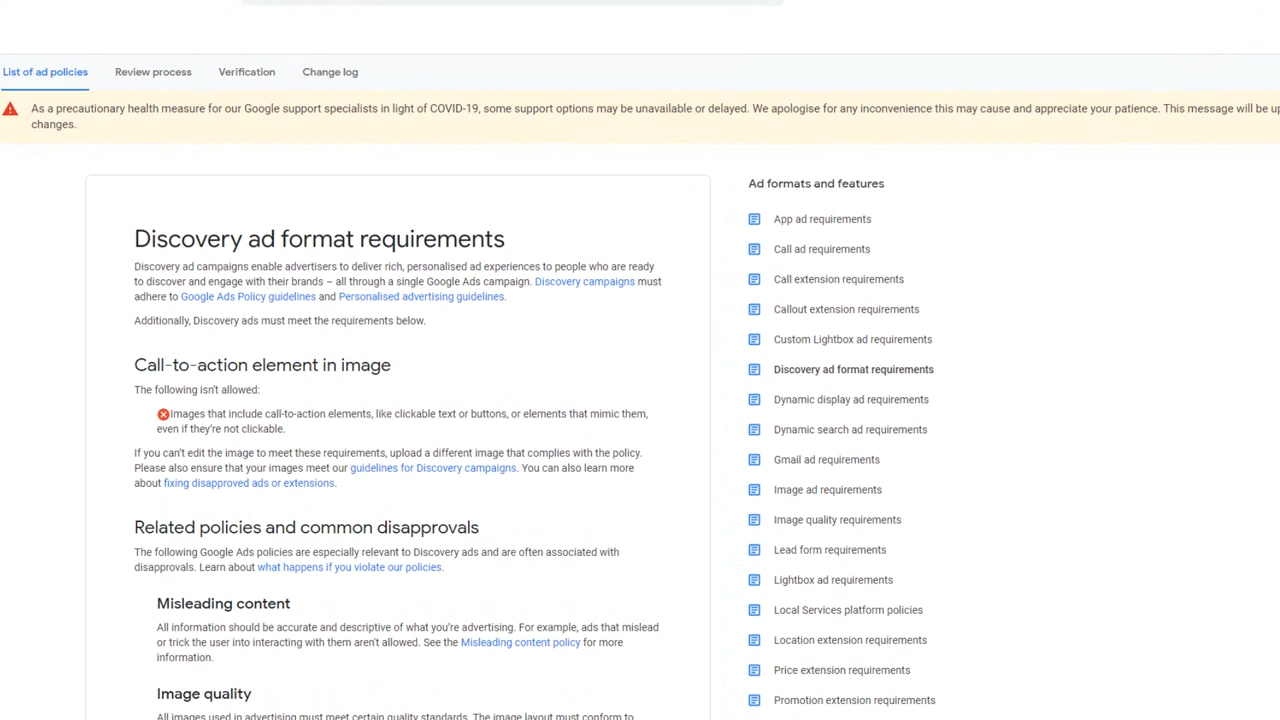 List of ad policies
Review process
Verification
Change log
As a precautionary health measure for our Google support specialists in light of COVID-19, some support options may be unavailable or delayed. We apologise for any inconvenience this may cause and appreciate your patience. This message will be up
changes.
Discovery ad format requirements
Discovery ad campaigns enable advertisers to deliver rich, personalised ad experiences to people who are ready
to discover and engage with their brands – all through a single Google Ads campaign. Discovery campaigns must
adhere to Google Ads Policy guidelines and Personalised advertising guidelines.
Additionally, Discovery ads must meet the requirements below.
Call-to-action element in image
The following isn't allowed:
Images that include call-to-action elements, like clickable text or buttons, or elements that mimic them,
even if they're not clickable.
If you can't edit the image to meet these requirements, upload a different image that complies with the policy.
Please also ensure that your images meet our guidelines for Discovery campaigns. You can also learn more
about fixing disapproved ads or extensions.
Related policies and common disapprovals
The following Google Ads policies are especially relevant to Discovery ads and are often associated with
disapprovals. Learn about what happens if you violate our policies.
Misleading content
All information should be accurate and descriptive of what you're advertising. For example, ads that mislead
or trick the user into interacting with them aren't allowed. See the Misleading content policy for more
information.
Image quality
All images used in advertising must meet certain quality standards. The image layout must conform to
Ad formats and features
App ad requirements
Call ad requirements
Call extension requirements
Callout extension requirements
Custom Lightbox ad requirements
Discovery ad format requirements
Dynamic display ad requirements
Dynamic search ad requirements
Gmail ad requirements
Image ad requirements
Image quality requirements
Lead form requirements
Lightbox ad requirements
Local Services platform policies
Location extension requirements
Price extension requirements
Promotion extension requirements